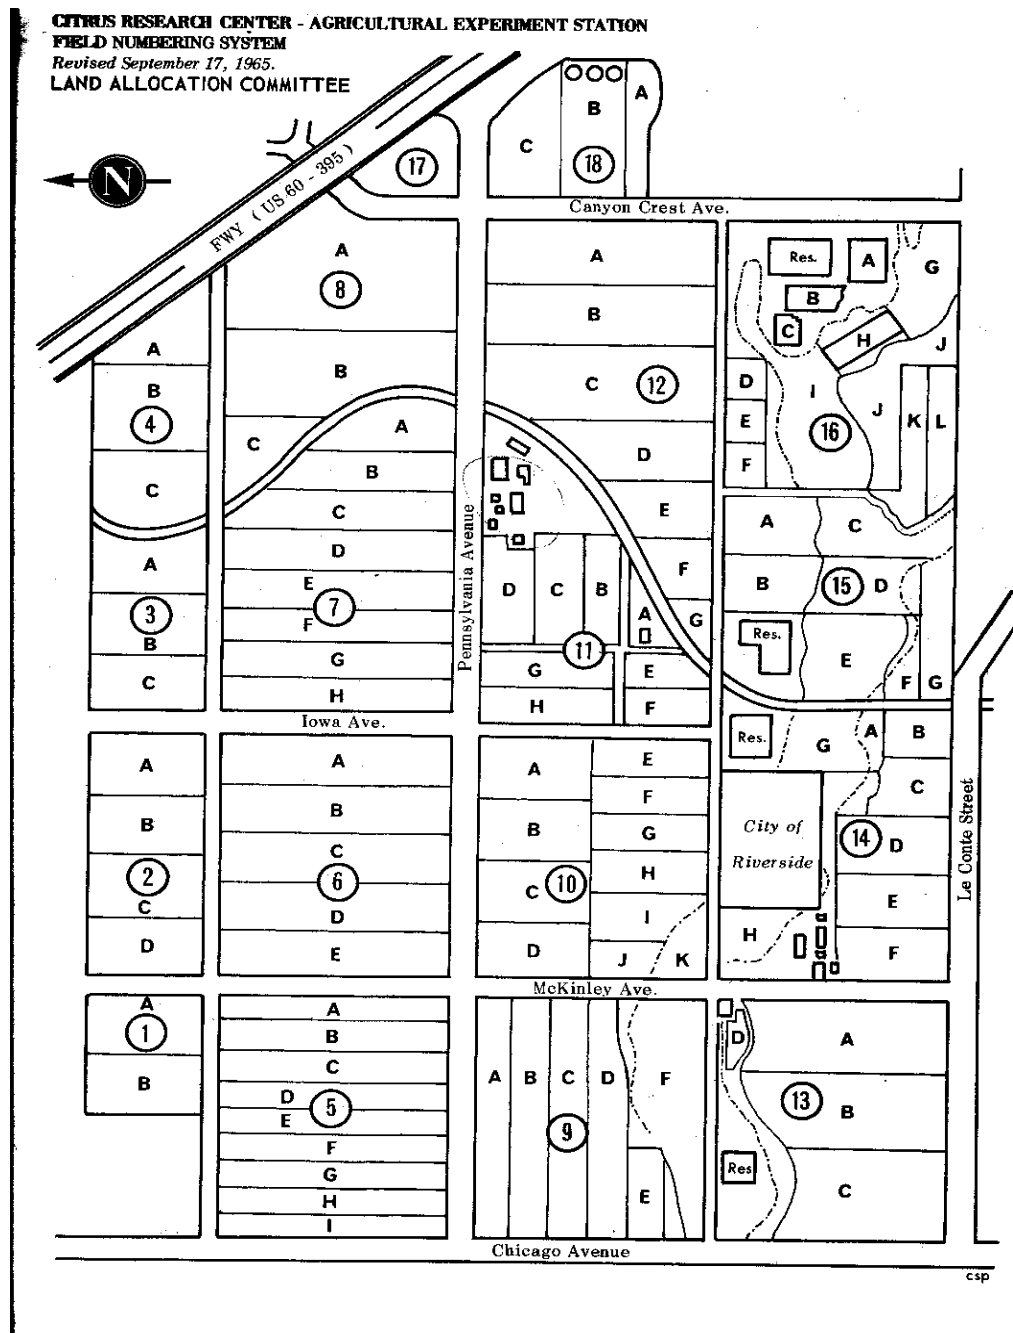 CITRUS RESEARCH CENTER - AGRICULTURAL EXPERIMENT STATION
FIELD NUMBERING SYSTEM
Revised September 17, 1965.
LAND ALLOCATION COMMITTEE
N
FWY ( US 60 - 395 )
17
C
B
A
18
Canyon Crest Ave.
A
8
B
C
A
B
4
C
A
B
C
12
D
E
F
G
Res.
A
B
C
G
H
J
D
E
F
I
J
K
L
16
A
3
B
C
A
B
C
D
E
7
F
G
H
Pennsylvania Avenue
D
C
B
A
11
G
H
E
F
A
C
B
15
D
Res.
E
F
G
Iowa Ave.
A
B
2
C
D
A
B
C
6
D
E
A
B
C
10
D
E
F
G
H
I
J
K
Res.
G
A
B
C
City of
Riverside
14
D
E
F
H
Le Conte Street
McKinley Ave.
A
1
B
A
B
C
D
5
E
F
G
H
I
A
B
C
D
F
9
E
D
A
13
B
Res
C
Chicago Avenue
csp